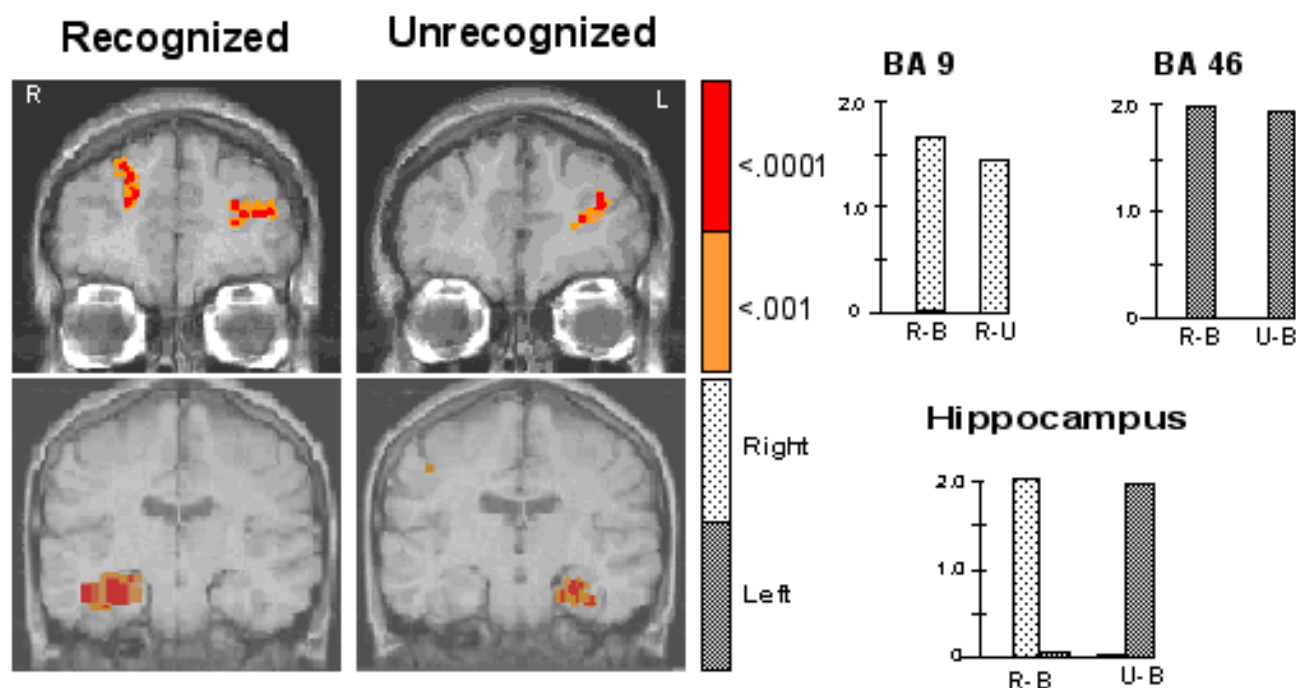 Recognized
Unrecognized
R
L
<.0001
<.001
Right
Left
BA 9
2.0
1.0
0
R-B
R-U
BA 46
2.0
1.0
0
R-B
U-B
Hippocampus
2.0
1.0
0
R-B
U-B